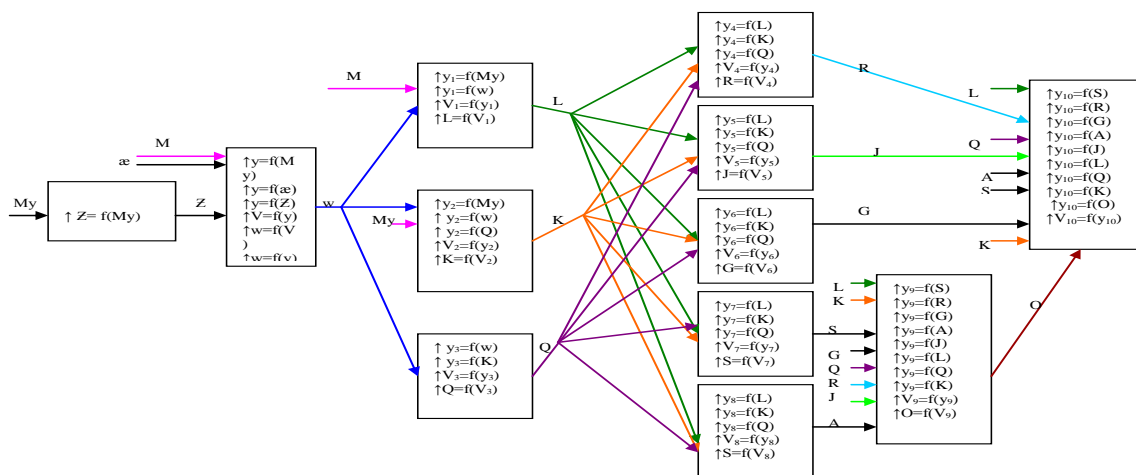 My
↑ Z= f(My)
Z
æ
M
↑y=f(M
y)
↑y=f(æ)
↑y=f(Z)
↑V=f(y)
↑w=f(V
)
↑w=f(v)
w
M
↑y₁=f(My)
↑y₁=f(w)
↑V₁=f(y₁)
↑L=f(V₁)
L
My
↑y₂=f(My)
↑ y₂=f(w)
↑ y₂=f(Q)
↑V₂=f(y₂)
↑K=f(V₂)
K
↑ y₃=f(w)
↑ y₃=f(K)
↑V₃=f(y₃)
↑Q=f(V₃)
Q
↑y₄=f(L)
↑y₄=f(K)
↑y₄=f(Q)
↑V₄=f(y₄)
↑R=f(V₄)
R
↑y₅=f(L)
↑y₅=f(K)
↑y₅=f(Q)
↑V₅=f(y₅)
↑J=f(V₅)
J
↑y₆=f(L)
↑y₆=f(K)
↑y₆=f(Q)
↑V₆=f(y₆)
↑G=f(V₆)
G
↑y₇=f(L)
↑y₇=f(K)
↑y₇=f(Q)
↑V₇=f(y₇)
↑S=f(V₇)
S
↑y₈=f(L)
↑y₈=f(K)
↑y₈=f(Q)
↑V₈=f(y₈)
↑S=f(V₈)
A
L
K
G
Q
R
J
↑y₉=f(S)
↑y₉=f(R)
↑y₉=f(G)
↑y₉=f(A)
↑y₉=f(J)
↑y₉=f(L)
↑y₉=f(Q)
↑y₉=f(K)
↑V₉=f(y₉)
↑O=f(V₉)
O
L
Q
A
S
K
↑y₁₀=f(S)
↑y₁₀=f(R)
↑y₁₀=f(G)
↑y₁₀=f(A)
↑y₁₀=f(J)
↑y₁₀=f(L)
↑y₁₀=f(Q)
↑y₁₀=f(K)
↑y₁₀=f(O)
↑V₁₀=f(y₁₀)